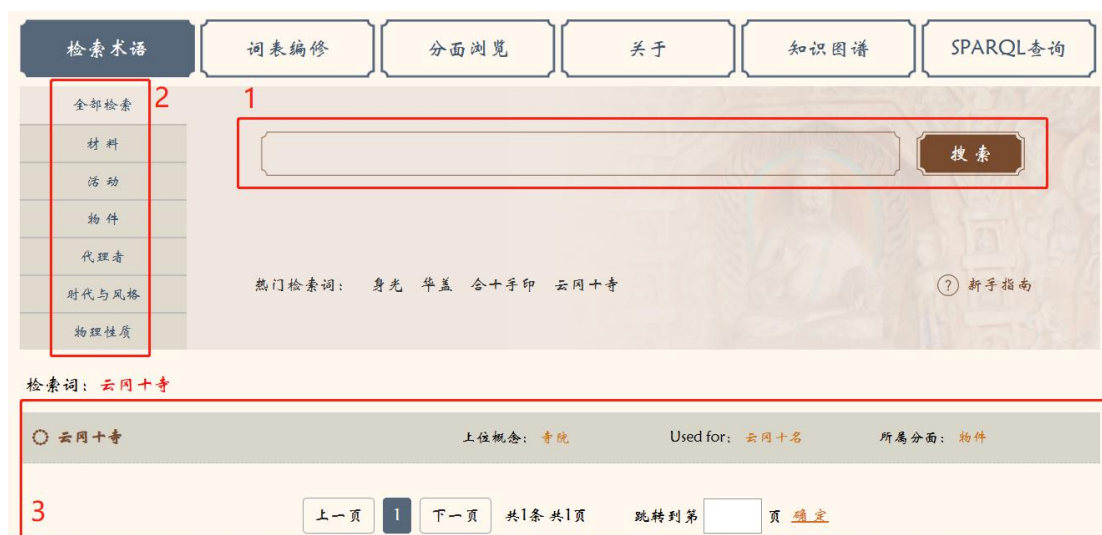 检索术语 词表编修 分面浏览 关于 知识图谱 SPARQL查询
全部检索 2 1
材料
搜索
活动
物件
代理者
热门检索词： 身光 华盖 合十手印 云冈十寺 ? 新手指南
时代与风格
物理性质
检索词：云冈十寺
云冈十寺 上位概念：寺院 Used for：云冈十名 所属分面：物件
3 上一页 1 下一页 共1条 共1页 跳转到第 页 确定